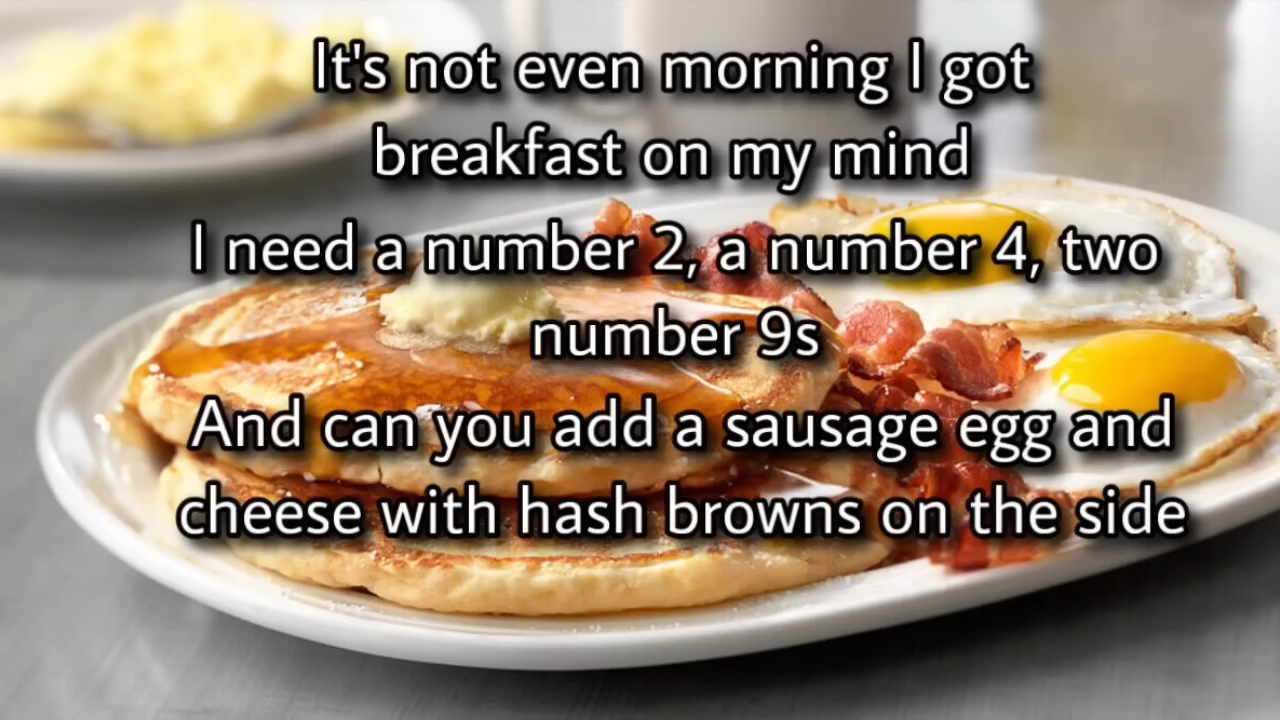 It's not even morning I got
breakfast on my mind
I need a number 2, a number 4, two
number 9s
And can you add a sausage egg and
cheese with hash browns on the side